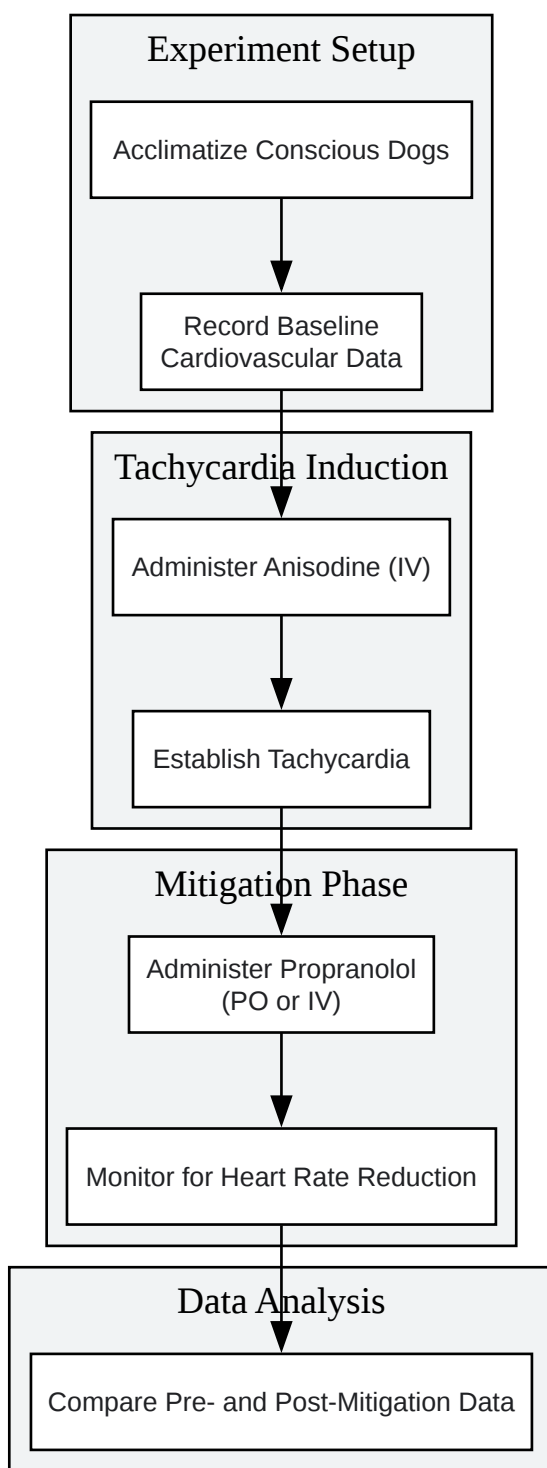 Experiment Setup
Acclimatize Conscious Dogs
Record Baseline
Cardiovascular Data
Tachycardia Induction
Administer Anisodine (IV)
Establish Tachycardia
Mitigation Phase
Administer Propranolol
(PO or IV)
Monitor for Heart Rate Reduction
Data Analysis
Compare Pre- and Post-Mitigation Data